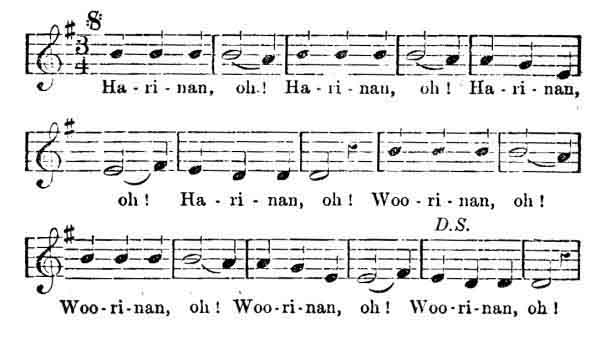 3 4
Ha - ri - nan, oh! Ha - ri - nan, oh! Ha - ri - nan,
oh! Ha - ri - nan, oh! Woo - ri - nan, oh!
D.S.
Woo - ri - nan, oh! Woo - ri - nan, oh! Woo - ri - nan, oh!